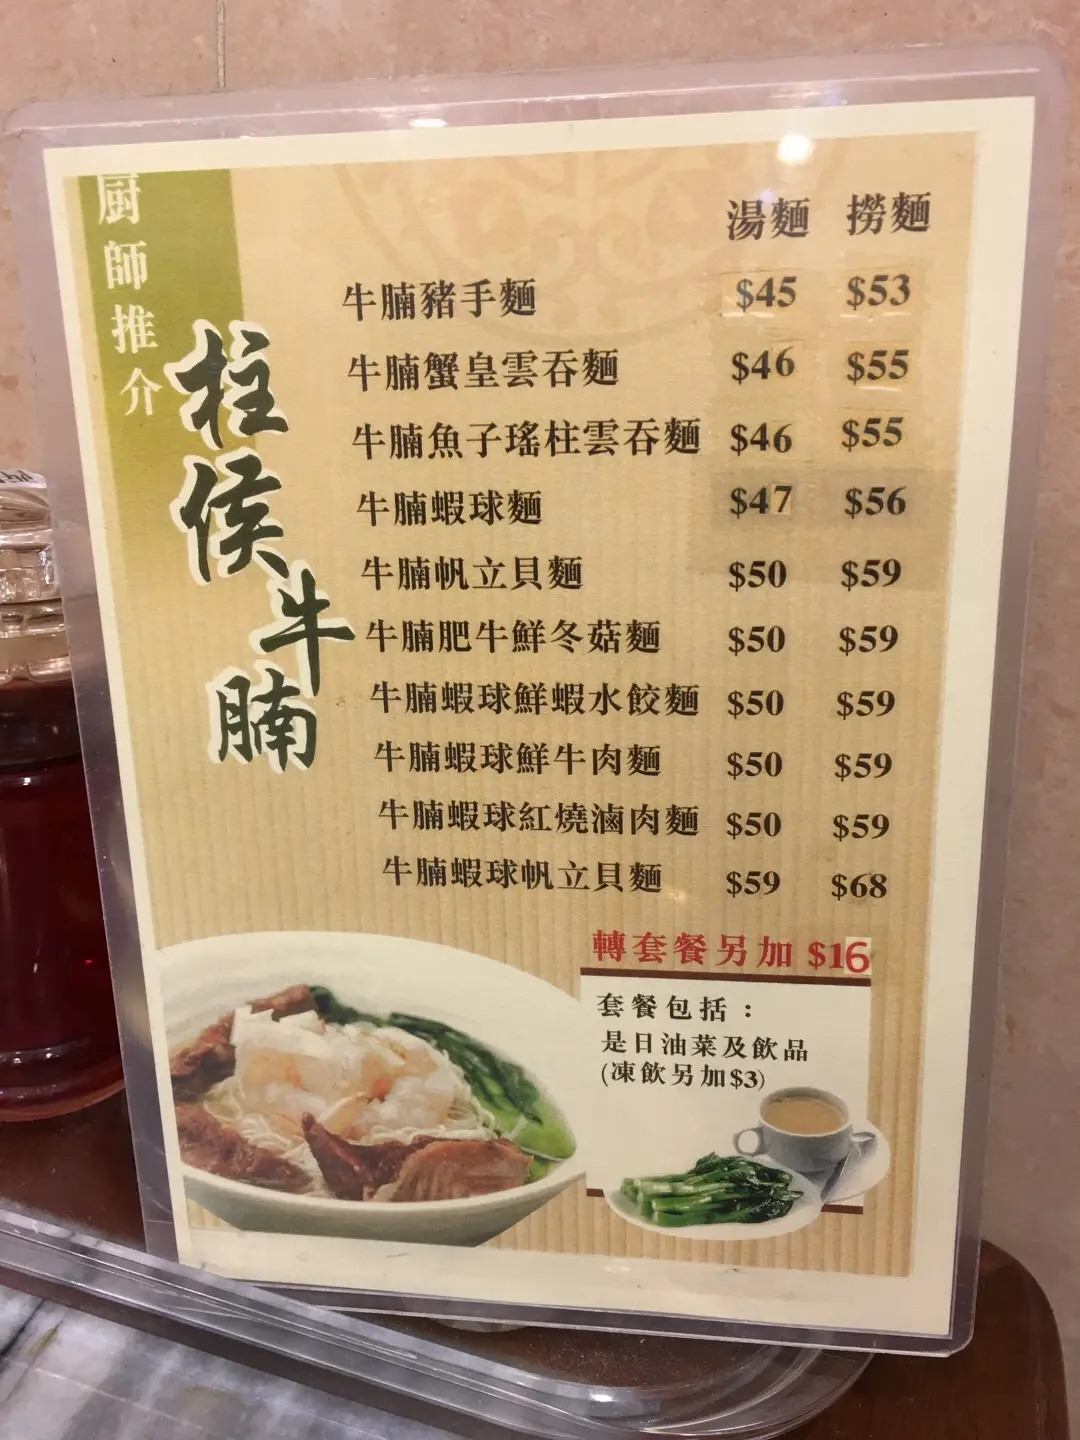 廚師推介
柱侯牛腩
湯麵 撈麵
牛腩豬手麵 $45 $53
牛腩蟹皇雲吞麵 $46 $55
牛腩魚子瑤柱雲吞麵 $46 $55
牛腩蝦球麵 $47 $56
牛腩帆立貝麵 $50 $59
牛腩肥牛鮮冬菇麵 $50 $59
牛腩蝦球鮮蝦水餃麵 $50 $59
牛腩蝦球鮮牛肉麵 $50 $59
牛腩蝦球紅燒滷肉麵 $50 $59
牛腩蝦球帆立貝麵 $59 $68
轉套餐另加 $16
套餐包括：
是日油菜及飲品
(凍飲另加$3)